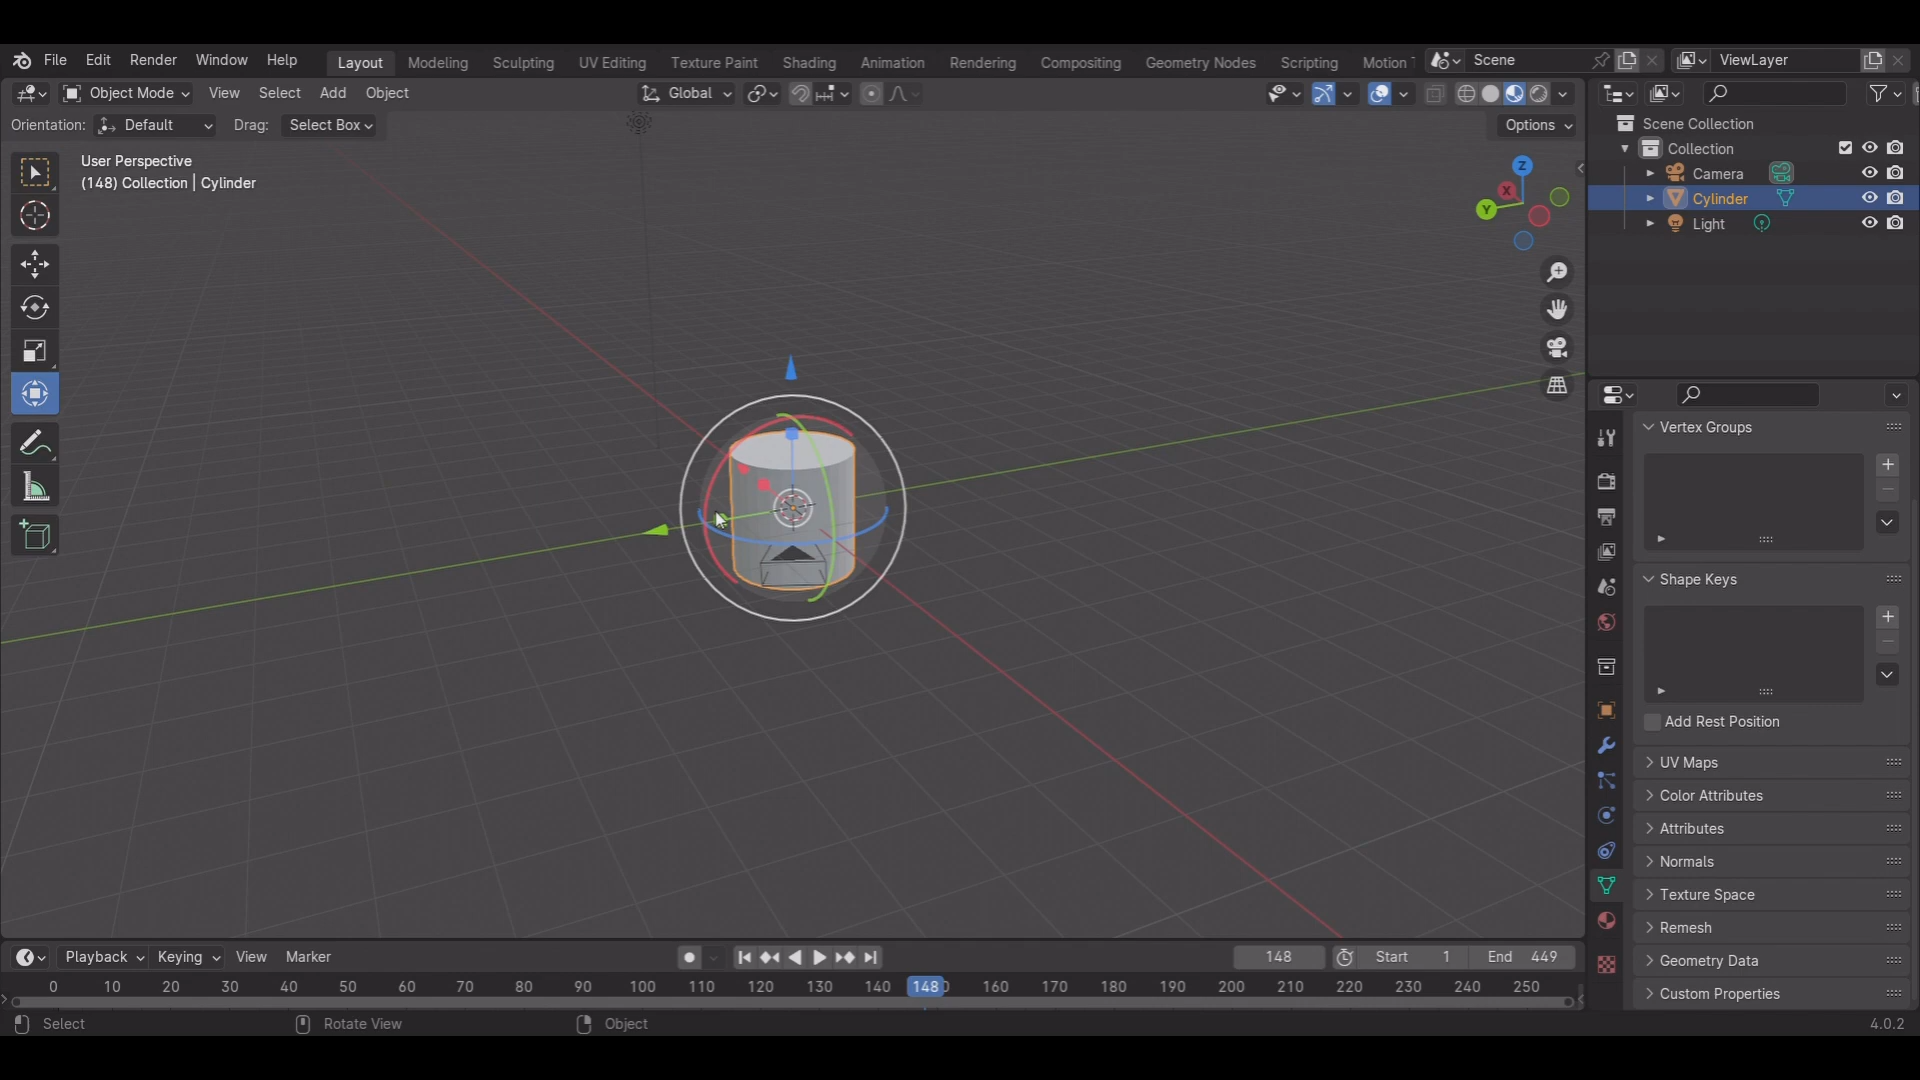 File Edit Render Window Help Layout Modeling Sculpting UV Editing Texture Paint Shading Animation Rendering Compositing Geometry Nodes Scripting Motion Scene ViewLayer
Object Mode View Select Add Object Global
Orientation: Default Drag: Select Box Options
User Perspective
(148) Collection | Cylinder
Z
X
Y
Scene Collection
Collection
Camera
Cylinder
Light
Vertex Groups
Shape Keys
Add Rest Position
UV Maps
Color Attributes
Attributes
Normals
Texture Space
Remesh
Geometry Data
Custom Properties
Playback Keying View Marker 148 Start 1 End 449
0 10 20 30 40 50 60 70 80 90 100 110 120 130 140 148 160 170 180 190 200 210 220 230 240 250
Select Rotate View Object 4.0.2